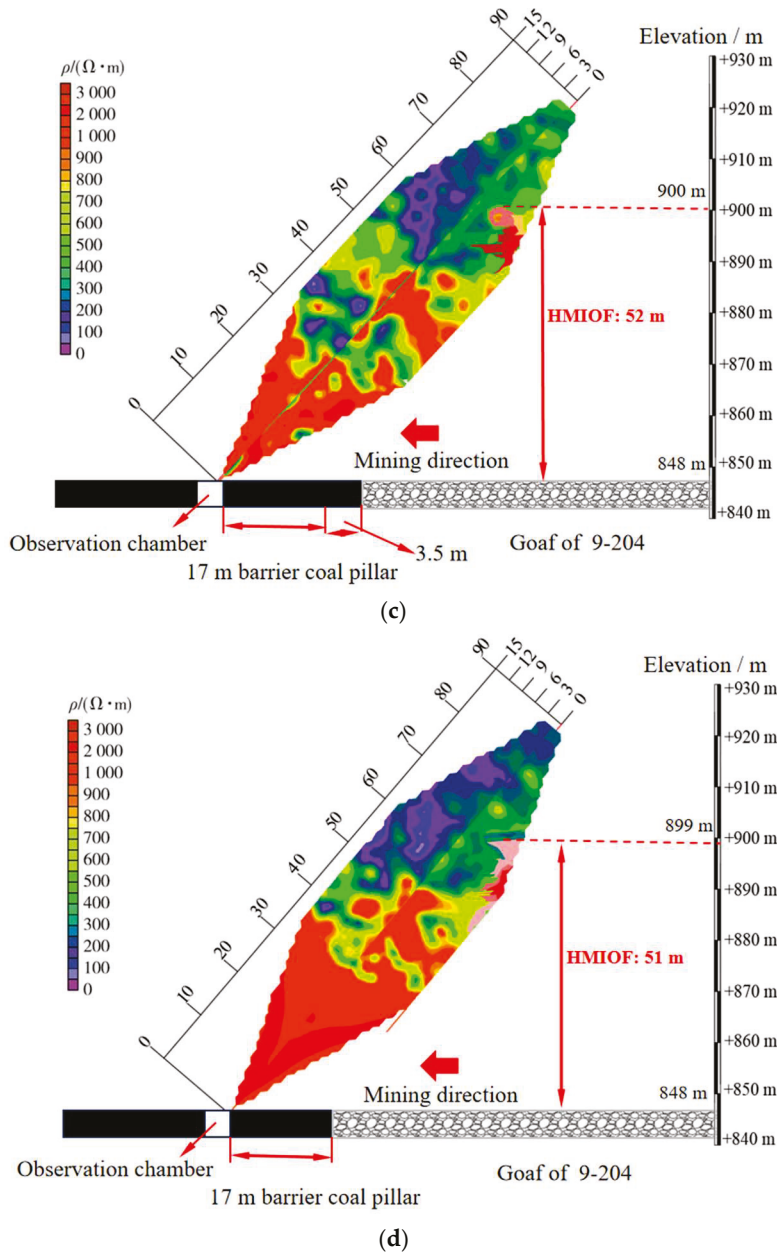 Elevation / m
ρ/(Ω·m)
3 000
2 000
1 000
900
800
700
600
500
400
300
200
100
0
0
10
20
30
40
50
60
70
80
90
15
12
9
6
3
0
+930 m
+920 m
+910 m
900 m
+900 m
+890 m
HMIOF: 52 m
+880 m
+870 m
+860 m
Mining direction
848 m
+850 m
+840 m
Observation chamber
3.5 m
Goaf of 9-204
17 m barrier coal pillar
(c)
Elevation / m
ρ/(Ω·m)
3 000
2 000
1 000
900
800
700
600
500
400
300
200
100
0
0
10
20
30
40
50
60
70
80
90
15
12
9
6
3
0
+930 m
+920 m
+910 m
899 m
+900 m
+890 m
HMIOF: 51 m
+880 m
+870 m
+860 m
Mining direction
848 m
+850 m
+840 m
Observation chamber
Goaf of 9-204
17 m barrier coal pillar
(d)